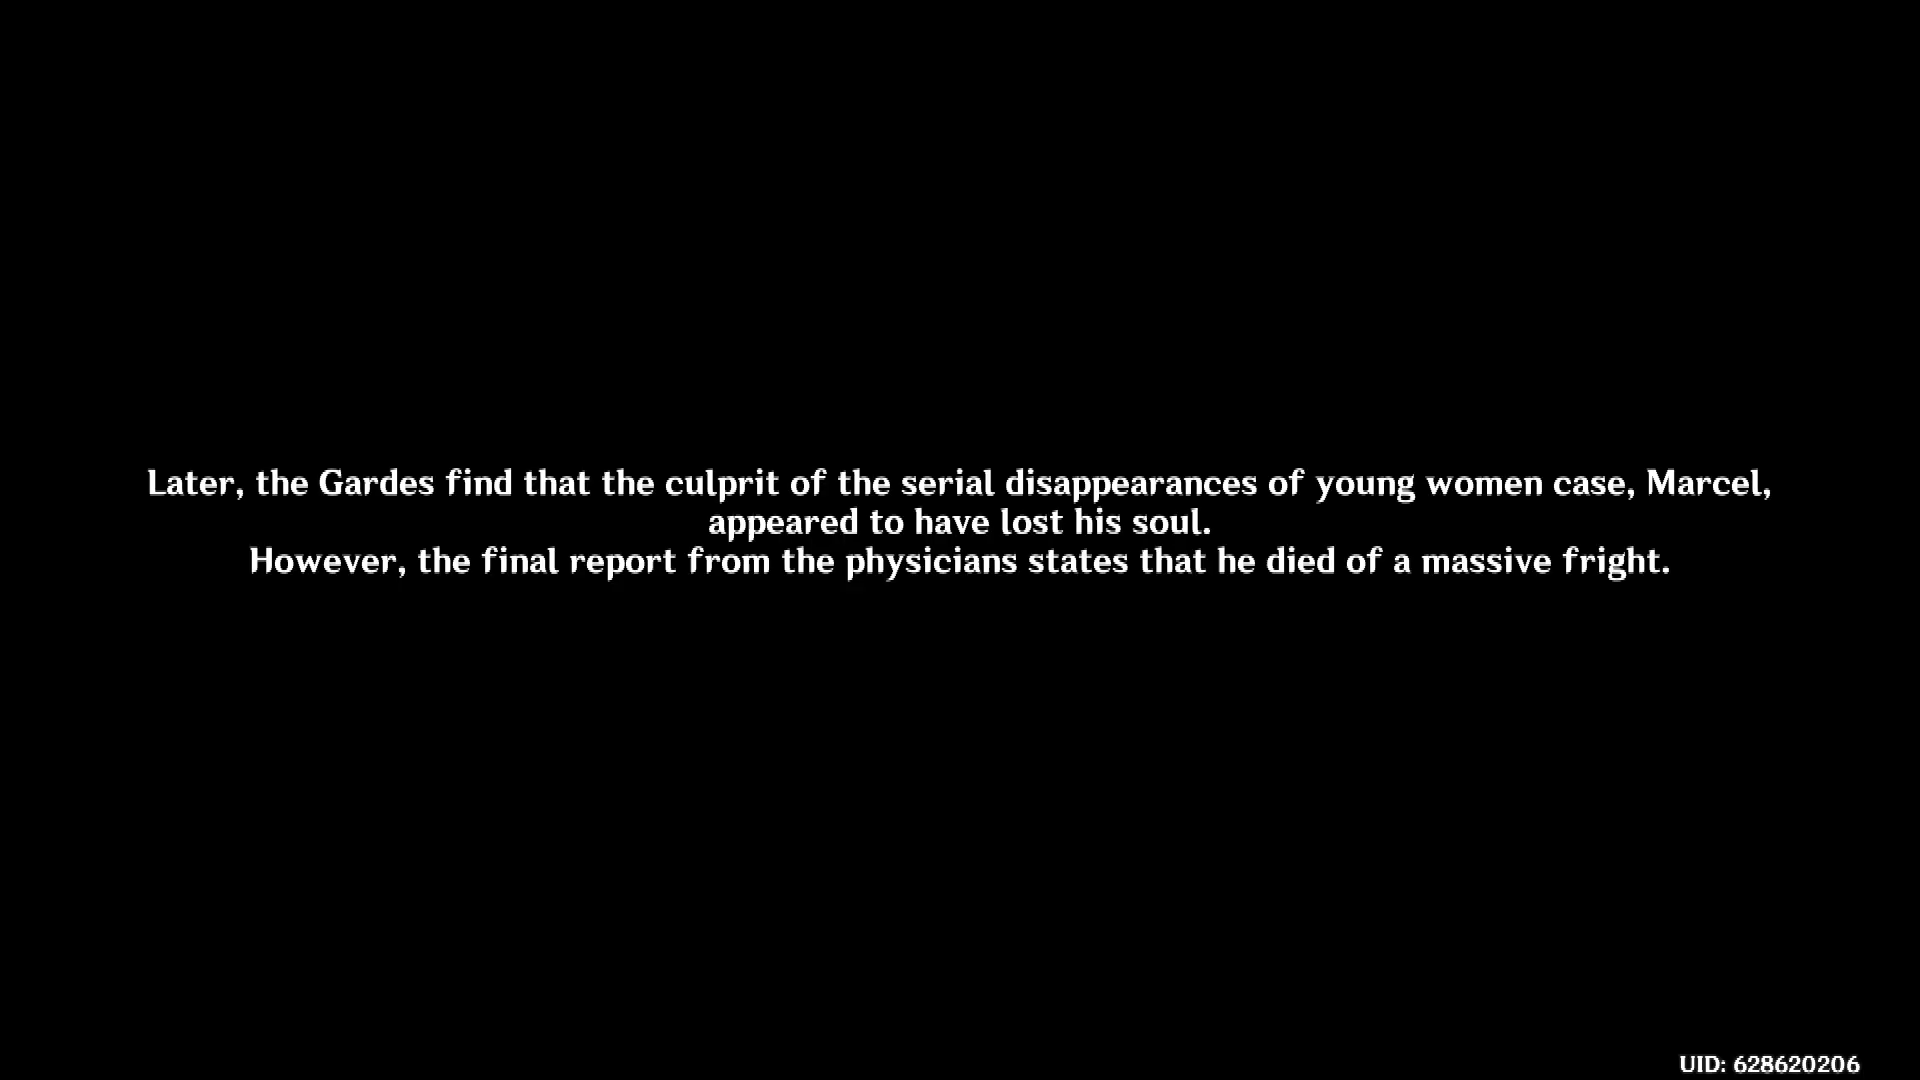 Later, the Gardes find that the culprit of the serial disappearances of young women case, Marcel,
appeared to have lost his soul.
However, the final report from the physicians states that he died of a massive fright.
UID: 628620206